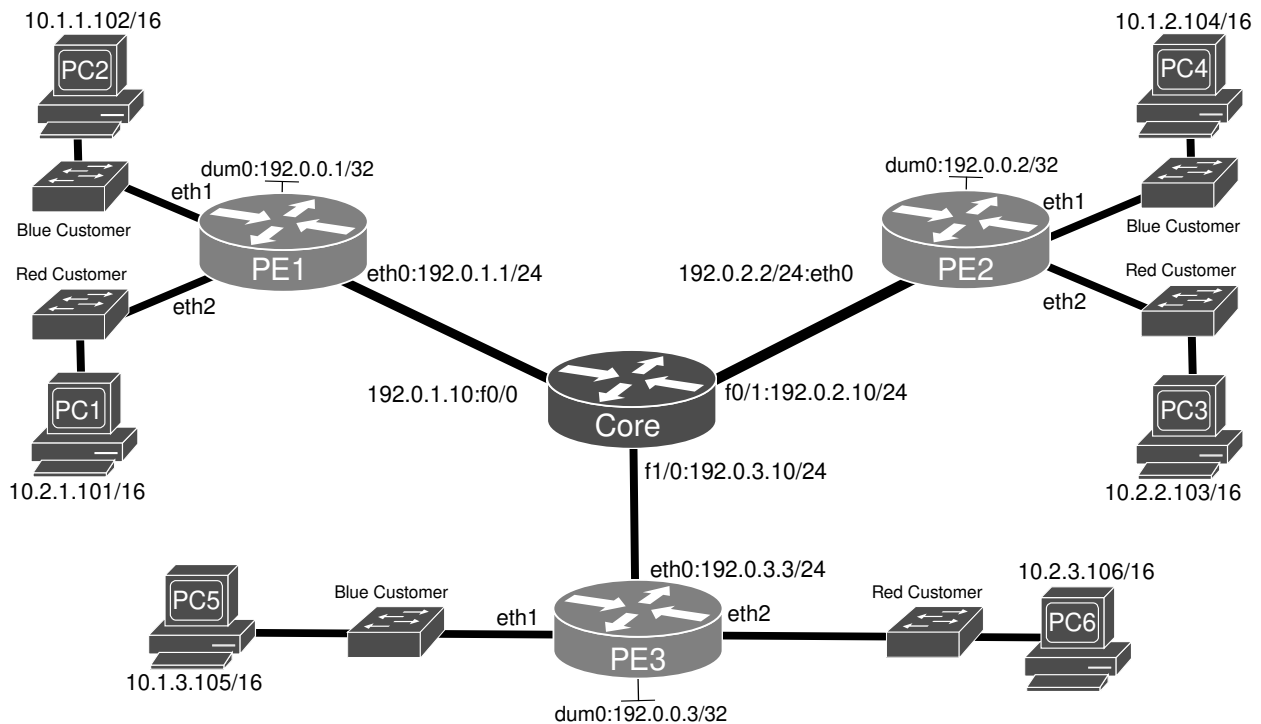 10.1.1.102/16
10.1.2.104/16
PC2
PC4
dum0:192.0.0.1/32
dum0:192.0.0.2/32
eth1
eth1
Blue Customer
Blue Customer
Red Customer
Red Customer
PE1
PE2
eth0:192.0.1.1/24
192.0.2.2/24:eth0
eth2
eth2
192.0.1.10:f0/0
f0/1:192.0.2.10/24
PC1
PC3
Core
10.2.1.101/16
10.2.2.103/16
f1/0:192.0.3.10/24
eth0:192.0.3.3/24
10.2.3.106/16
Blue Customer
Red Customer
PC5
eth1
eth2
PC6
PE3
10.1.3.105/16
dum0:192.0.0.3/32